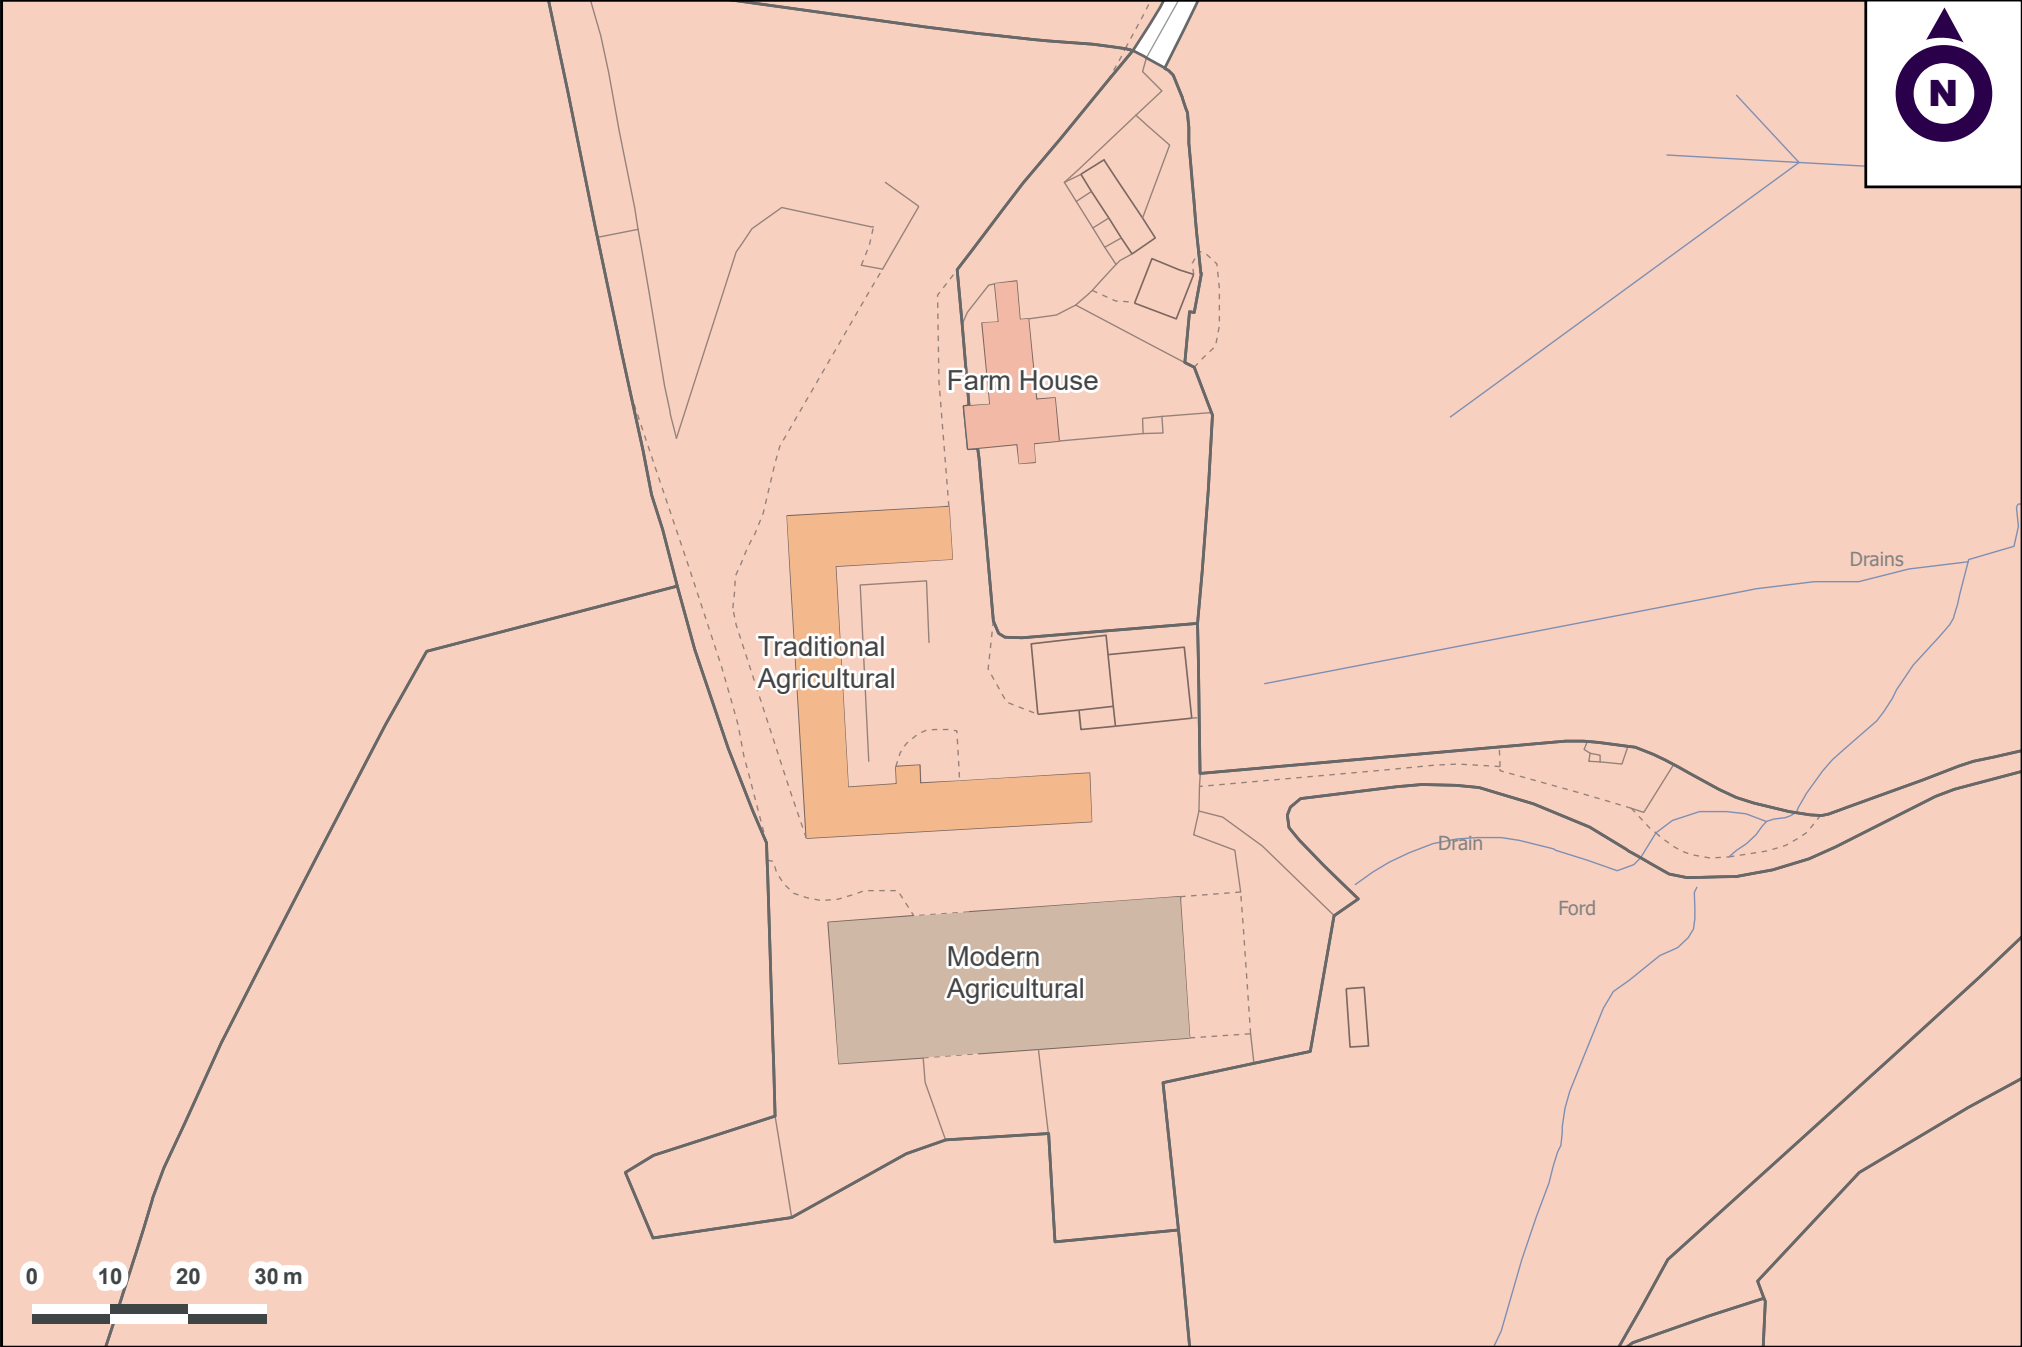 N
Farm House
Drains
Traditional
Agricultural
Drain
Ford
Modern
Agricultural
0 10 20 30 m